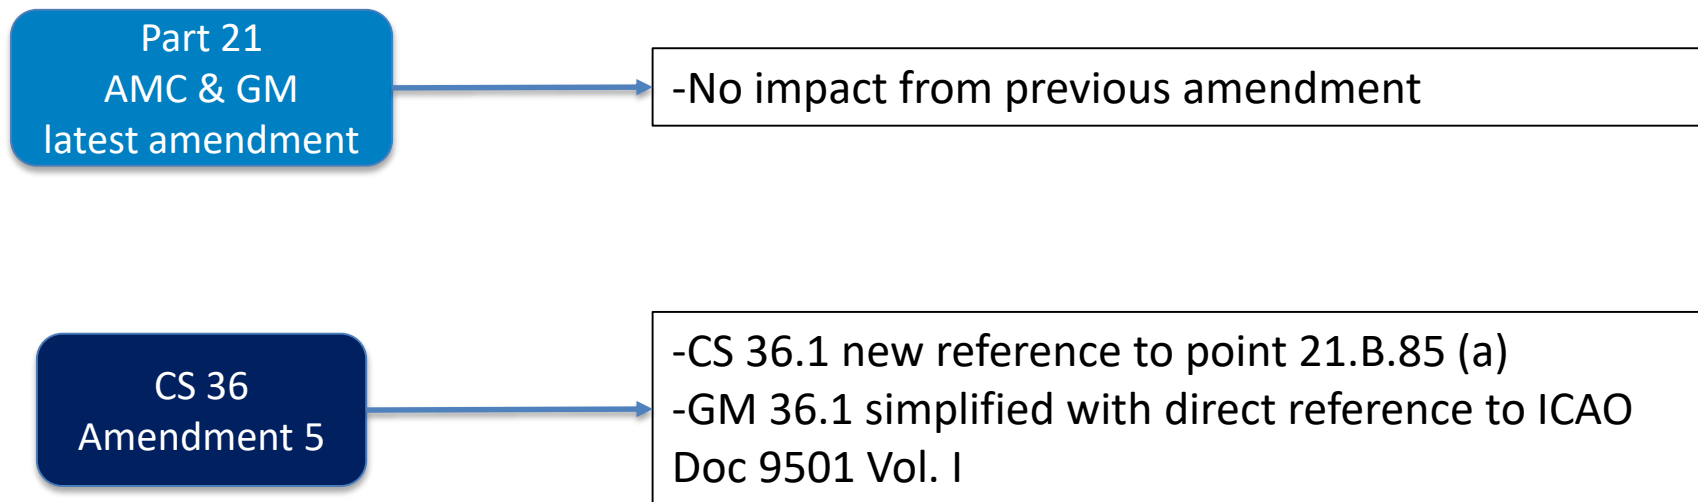 Part 21
AMC & GM
latest amendment
-No impact from previous amendment
CS 36
Amendment 5
-CS 36.1 new reference to point 21.B.85 (a)
-GM 36.1 simplified with direct reference to ICAO
Doc 9501 Vol. I